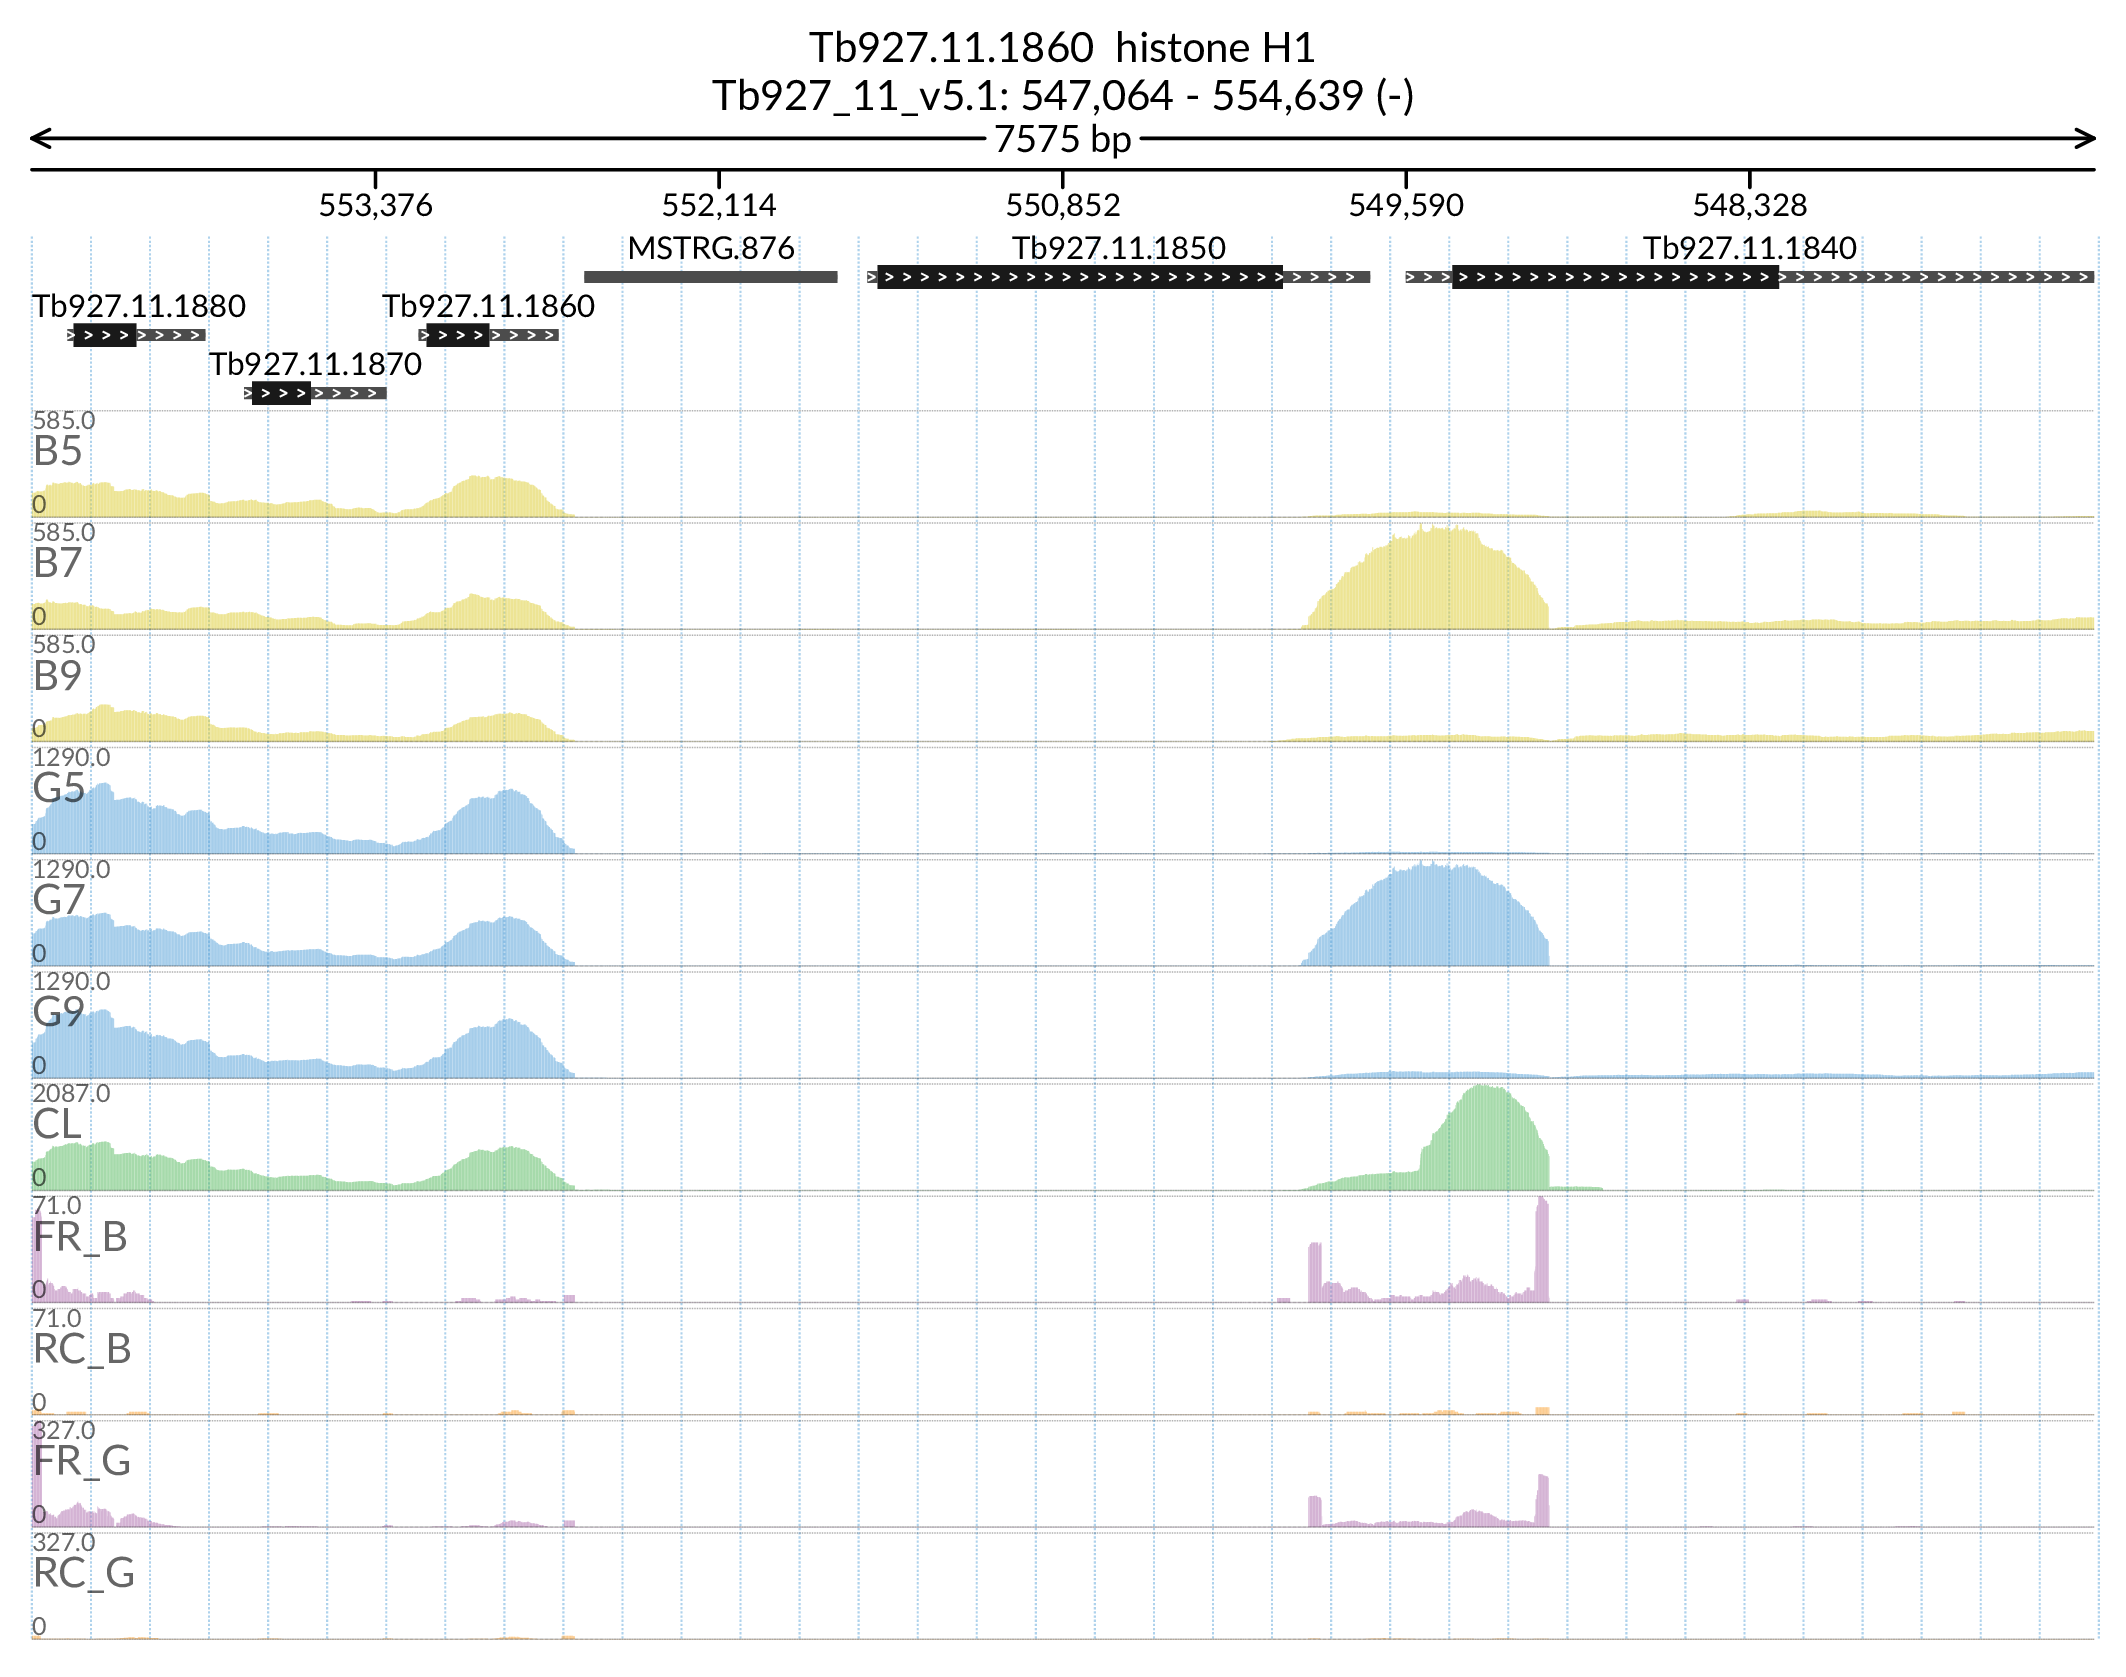 Tb927.11.1860  histone H1
Tb927_11_v5.1: 547,064 - 554,639 (-)
7575 bp
553,376 552,114 550,852 549,590 548,328
MSTRG.876 Tb927.11.1850 Tb927.11.1840
Tb927.11.1880 Tb927.11.1860
Tb927.11.1870
585.0
B5
0
585.0
B7
0
585.0
B9
0
1290.0
G5
0
1290.0
G7
0
1290.0
G9
0
2087.0
CL
0
71.0
FR_B
0
71.0
RC_B
0
327.0
FR_G
0
327.0
RC_G
0